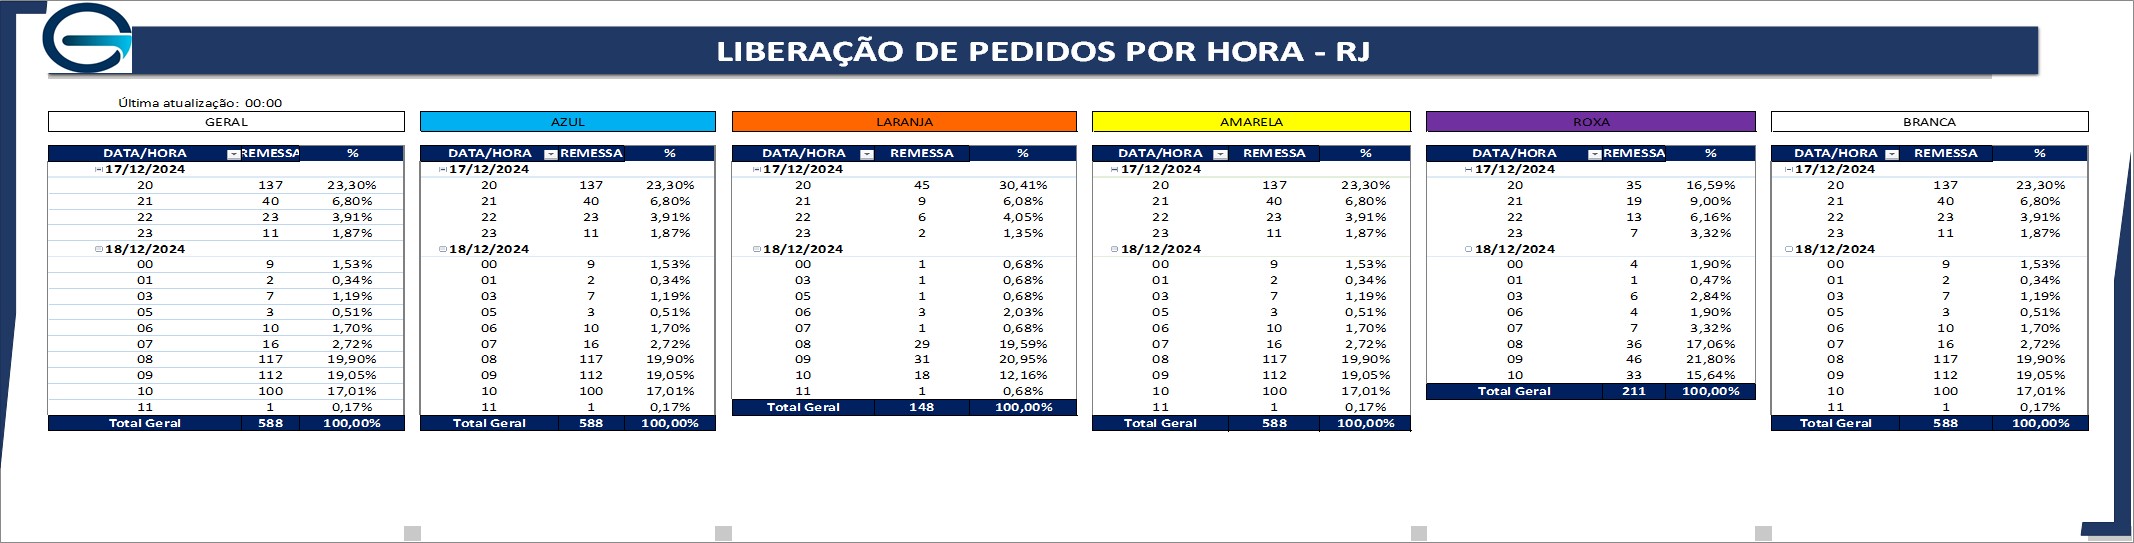 LIBERAÇÃO DE PEDIDOS POR HORA - RJ
Última atualização: 00:00
GERAL
DATA/HORA REMESSA %
17/12/2024
20 137 23,30%
21 40 6,80%
22 23 3,91%
23 11 1,87%
18/12/2024
00 9 1,53%
01 2 0,34%
03 7 1,19%
05 3 0,51%
06 10 1,70%
07 16 2,72%
08 117 19,90%
09 112 19,05%
10 100 17,01%
11 1 0,17%
Total Geral 588 100,00%
AZUL
DATA/HORA REMESSA %
17/12/2024
20 137 23,30%
21 40 6,80%
22 23 3,91%
23 11 1,87%
18/12/2024
00 9 1,53%
01 2 0,34%
03 7 1,19%
05 3 0,51%
06 10 1,70%
07 16 2,72%
08 117 19,90%
09 112 19,05%
10 100 17,01%
11 1 0,17%
Total Geral 588 100,00%
LARANJA
DATA/HORA REMESSA %
17/12/2024
20 45 30,41%
21 9 6,08%
22 6 4,05%
23 2 1,35%
18/12/2024
00 1 0,68%
03 1 0,68%
05 1 0,68%
06 3 2,03%
07 1 0,68%
08 29 19,59%
09 31 20,95%
10 18 12,16%
11 1 0,68%
Total Geral 148 100,00%
AMARELA
DATA/HORA REMESSA %
17/12/2024
20 137 23,30%
21 40 6,80%
22 23 3,91%
23 11 1,87%
18/12/2024
00 9 1,53%
01 2 0,34%
03 7 1,19%
05 3 0,51%
06 10 1,70%
07 16 2,72%
08 117 19,90%
09 112 19,05%
10 100 17,01%
11 1 0,17%
Total Geral 588 100,00%
ROXA
DATA/HORA REMESSA %
17/12/2024
20 35 16,59%
21 19 9,00%
22 13 6,16%
23 7 3,32%
18/12/2024
00 4 1,90%
01 1 0,47%
03 6 2,84%
06 4 1,90%
07 7 3,32%
08 36 17,06%
09 46 21,80%
10 33 15,64%
Total Geral 211 100,00%
BRANCA
DATA/HORA REMESSA %
17/12/2024
20 137 23,30%
21 40 6,80%
22 23 3,91%
23 11 1,87%
18/12/2024
00 9 1,53%
01 2 0,34%
03 7 1,19%
05 3 0,51%
06 10 1,70%
07 16 2,72%
08 117 19,90%
09 112 19,05%
10 100 17,01%
11 1 0,17%
Total Geral 588 100,00%